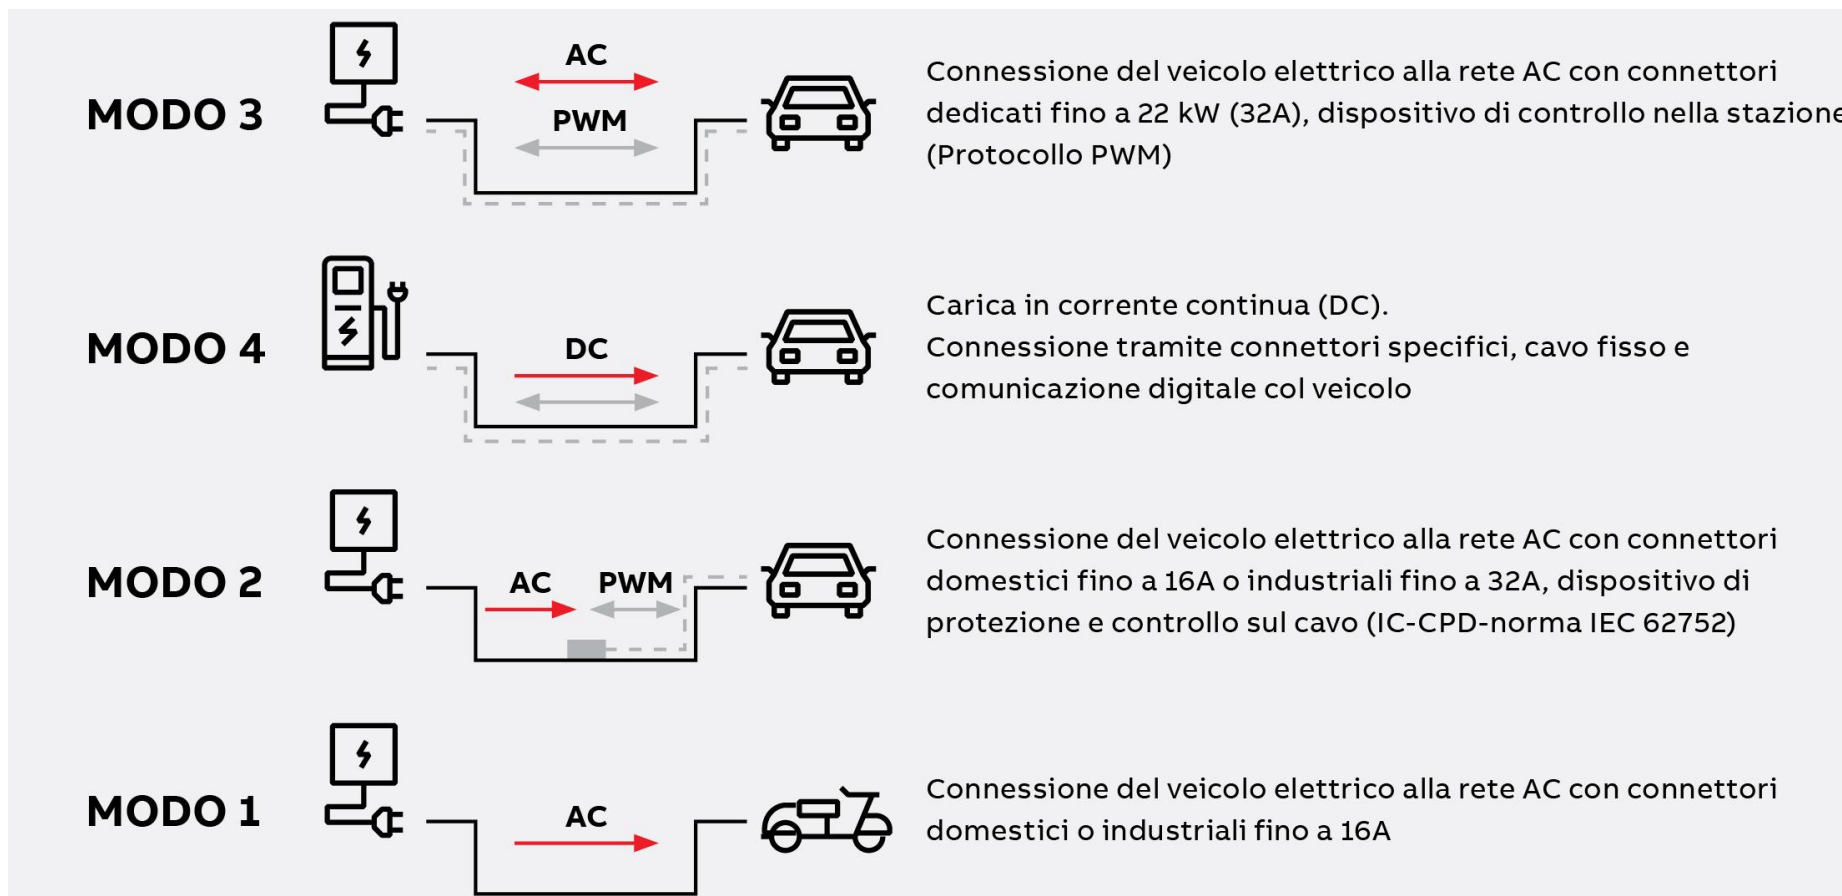 MODO 3
AC
PWM
Connessione del veicolo elettrico alla rete AC con connettori
dedicati fino a 22 kW (32A), dispositivo di controllo nella stazione
(Protocollo PWM)
MODO 4
DC
Carica in corrente continua (DC).
Connessione tramite connettori specifici, cavo fisso e
comunicazione digitale col veicolo
MODO 2
AC PWM
Connessione del veicolo elettrico alla rete AC con connettori
domestici fino a 16A o industriali fino a 32A, dispositivo di
protezione e controllo sul cavo (IC-CPD-norma IEC 62752)
MODO 1
AC
Connessione del veicolo elettrico alla rete AC con connettori
domestici o industriali fino a 16A